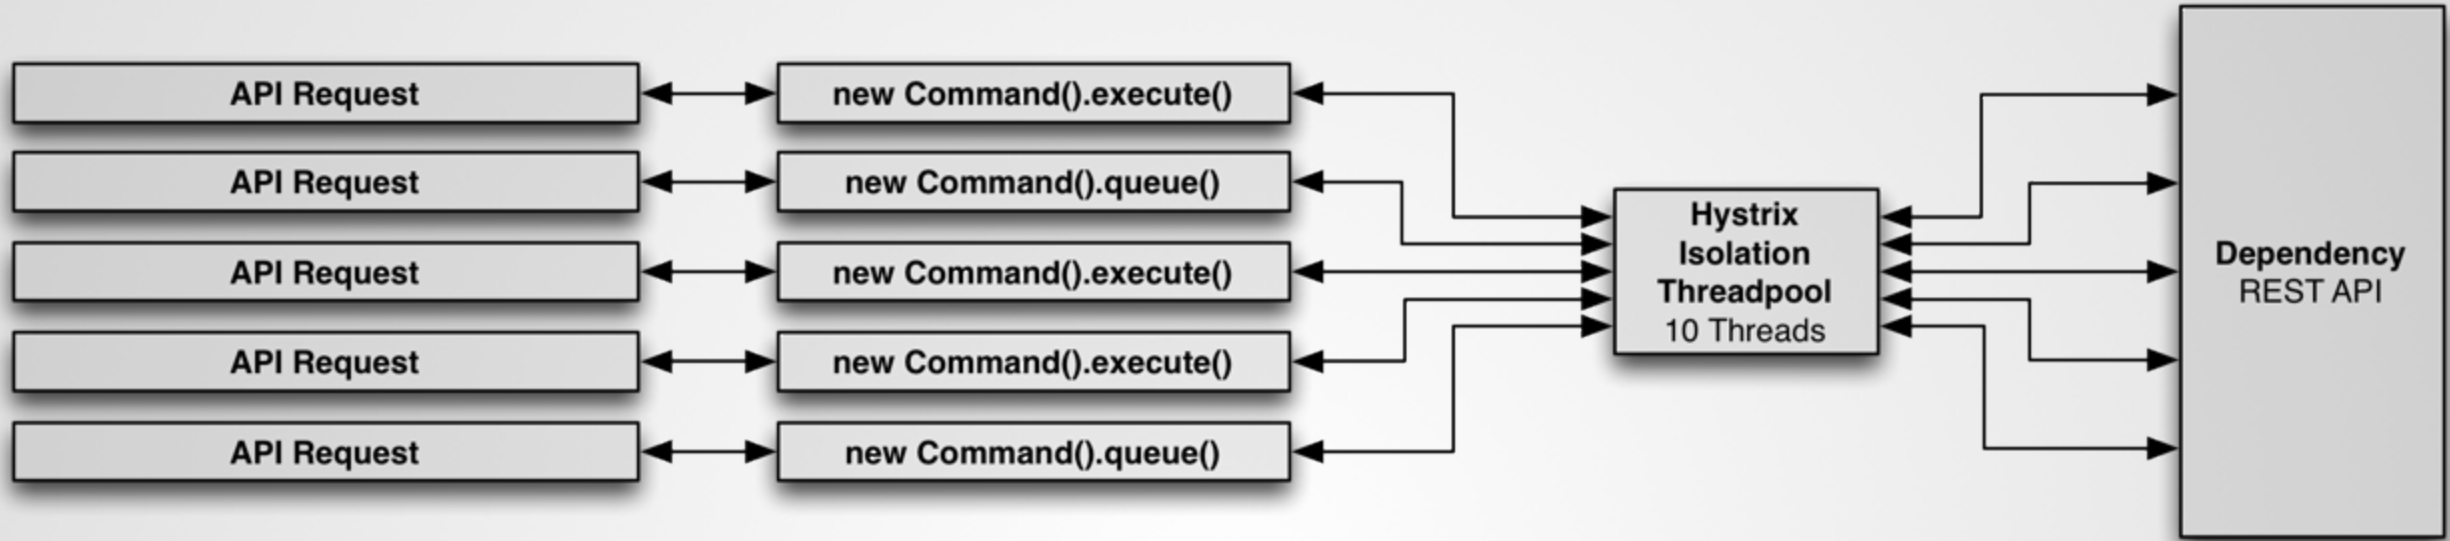 API Request
new Command().execute()
API Request
new Command().queue()
API Request
new Command().execute()
API Request
new Command().execute()
API Request
new Command().queue()
Hystrix
Isolation
Threadpool
10 Threads
Dependency
REST API